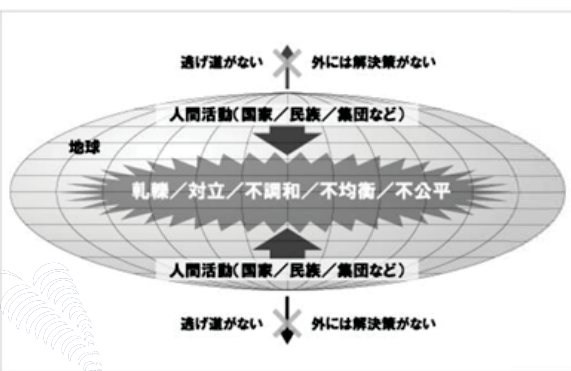 逃げ道がない 外には解決策がない
人間活動(国家／民族／集団など)
地球
軋轢／対立／不調和／不均衡／不公平
人間活動(国家／民族／集団など)
逃げ道がない 外には解決策がない